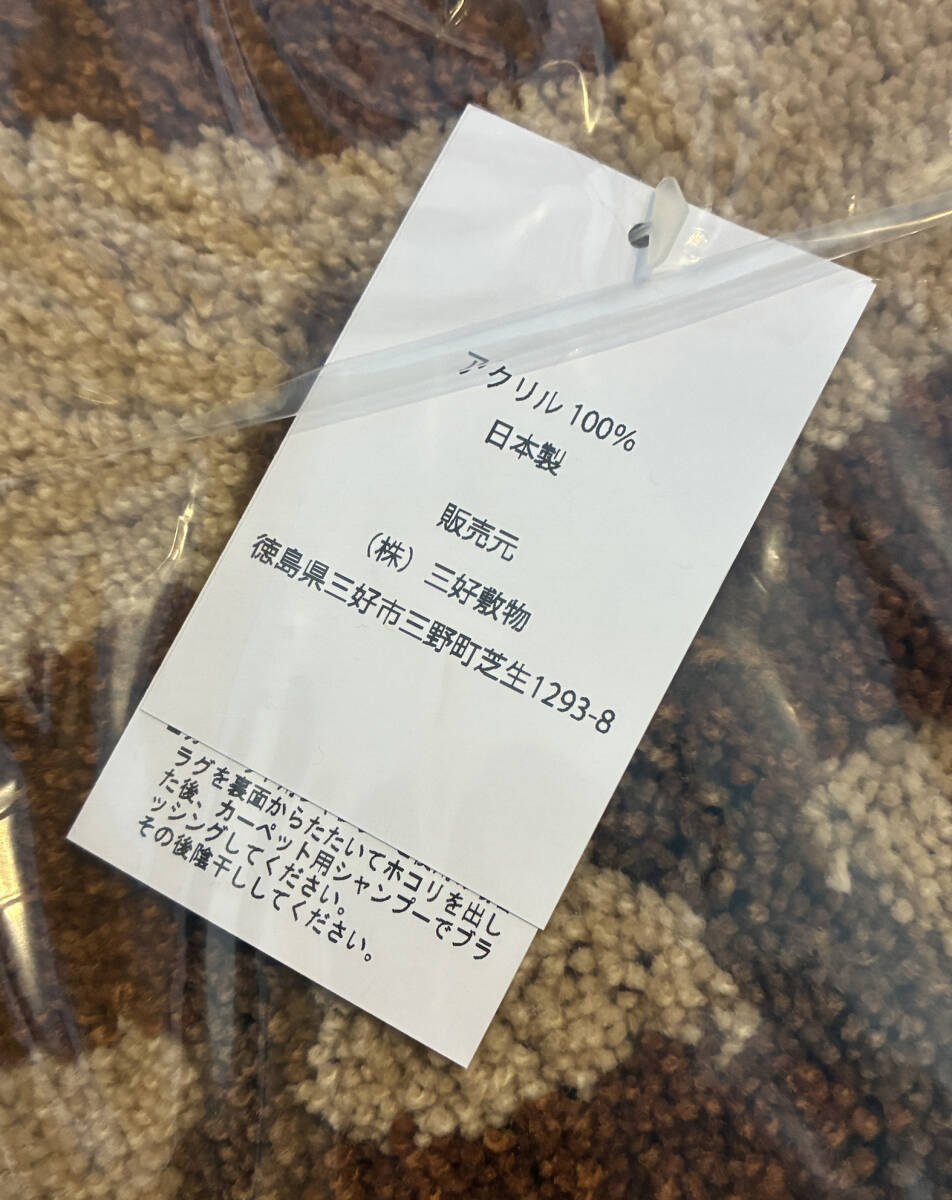 アクリル 100%
日本製
販売元
（株）三好敷物
徳島県三好市三野町芝生1293-8
ラグを裏面からたたいてホコリを出し
た後、カーペット用シャンプーでブラ
ッシングしてください。
その後陰干ししてください。